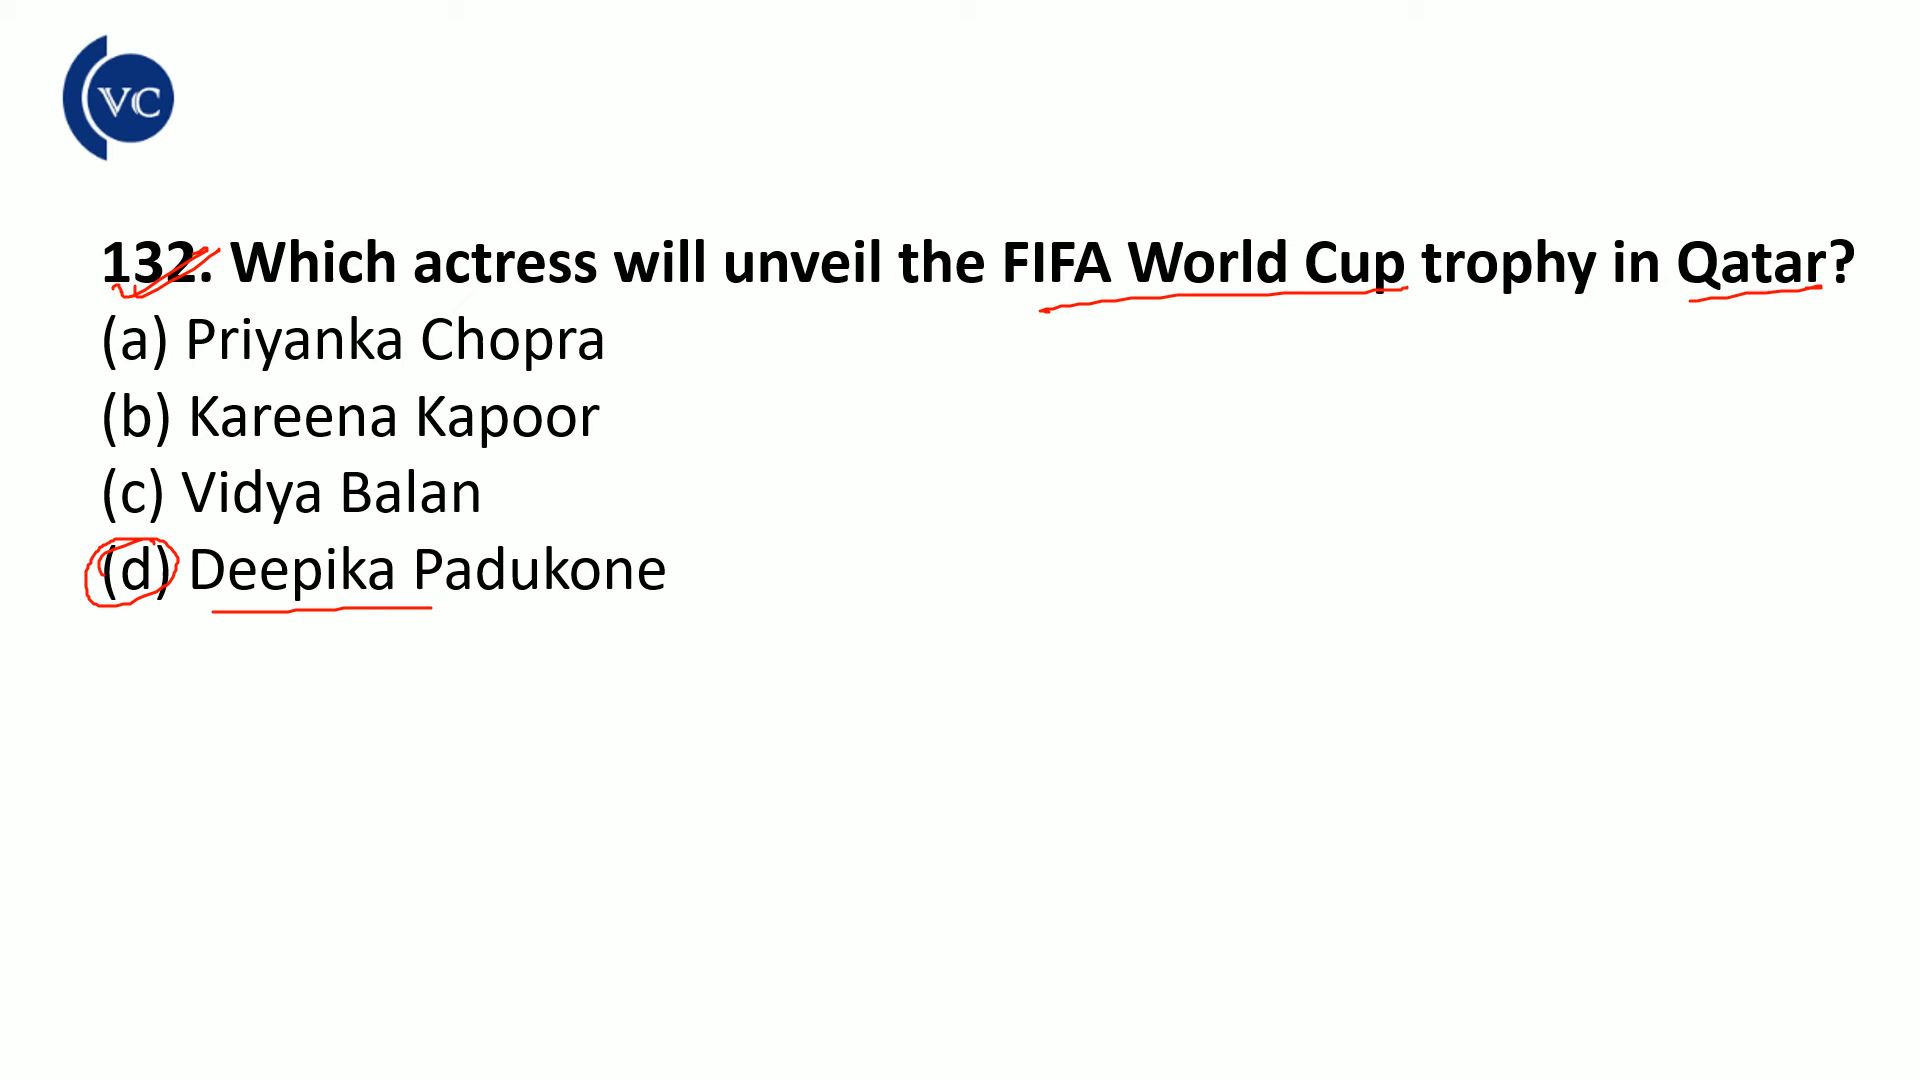 VC
132. Which actress will unveil the FIFA World Cup trophy in Qatar?
(a) Priyanka Chopra
(b) Kareena Kapoor
(c) Vidya Balan
(d) Deepika Padukone